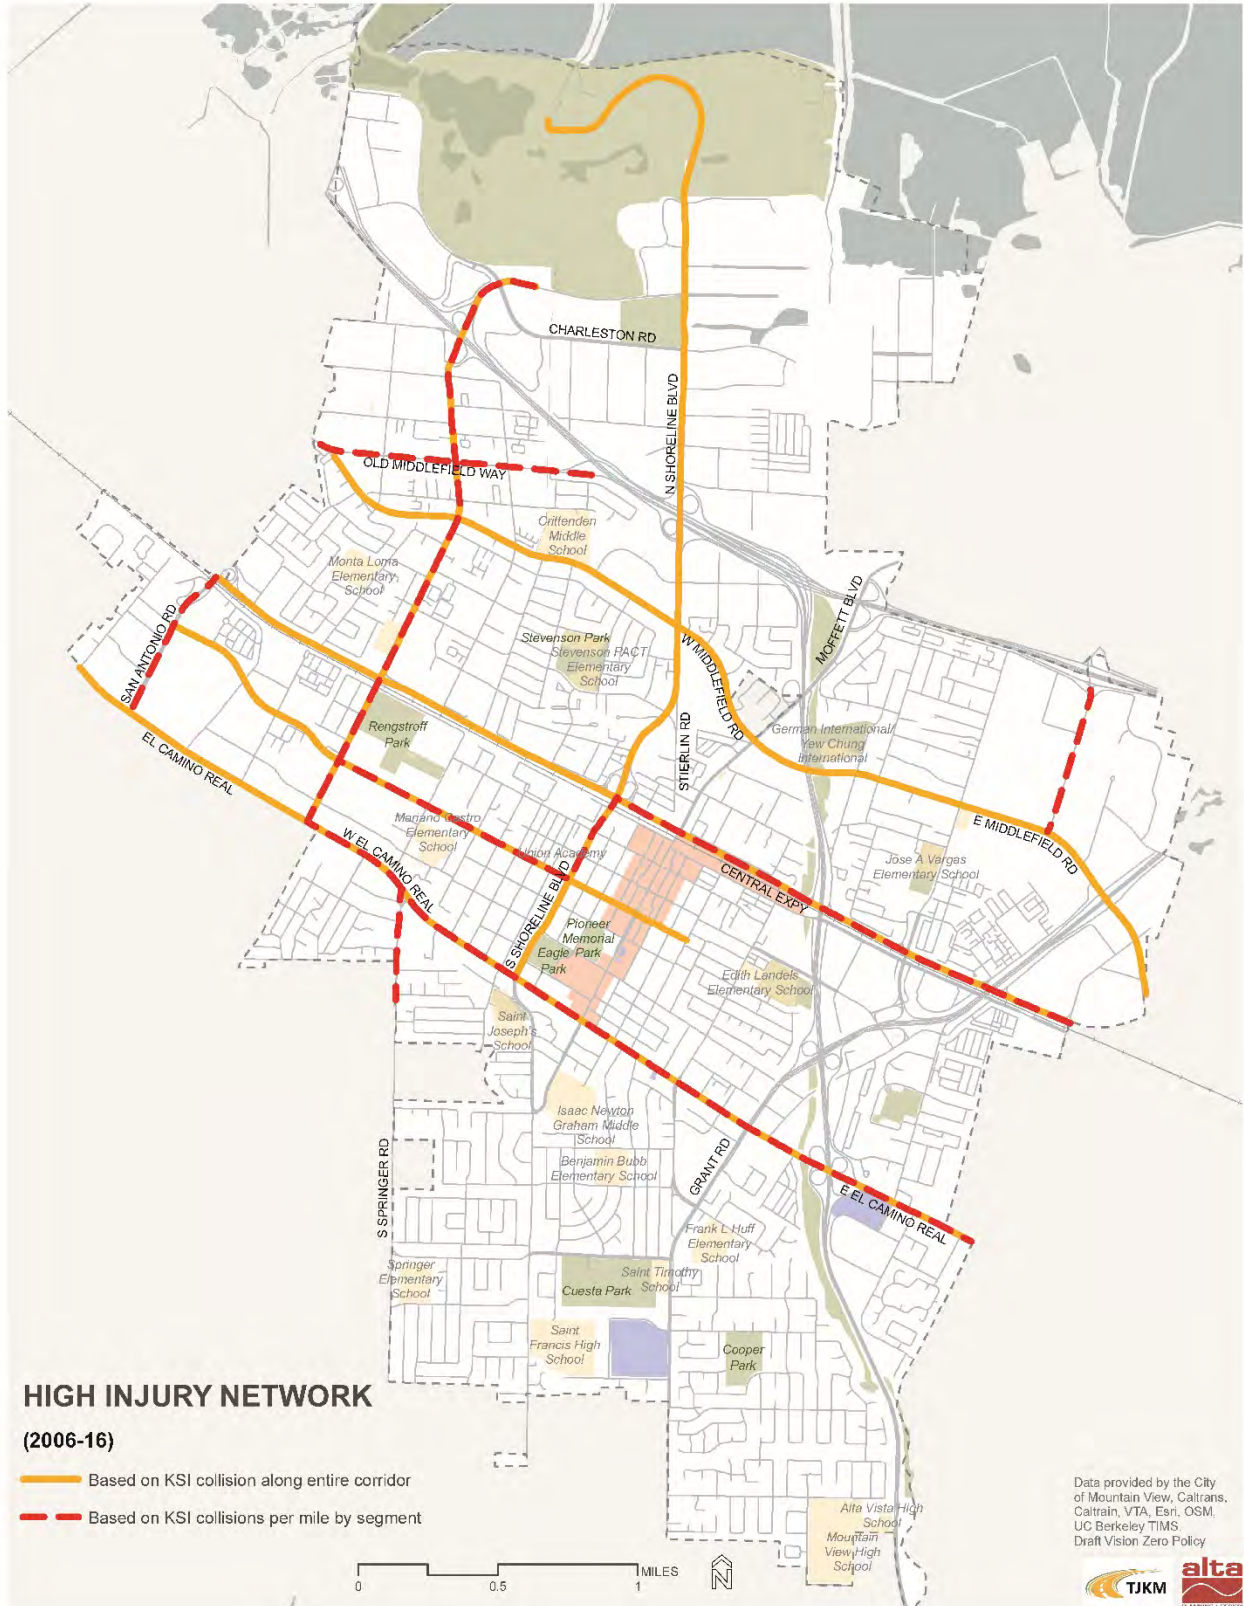 CHARLESTON RD
N SHORELINE BLVD
OLD MIDDLEFIELD WAY
Crittenden
Middle
School
Monta Loma
Elementary
School
MOFFETT BLVD
SAN ANTONIO RD
Stevenson Park
Stevenson PACT
Elementary
School
W MIDDLEFIELD RD
STIERLIN RD
Rengstroff
Park
German International/
Yew Chung
International
EL CAMINO REAL
Mariano Castro
Elementary
School
W EL CAMINO REAL
Union Academy
E MIDDLEFIELD RD
Jose A Vargas
Elementary School
CENTRAL EXPY
S SHORELINE BLVD
Pioneer
Memorial
Park
Eagle
Park
Edith Landels
Elementary School
Saint
Joseph's
School
Isaac Newton
Graham Middle
School
Benjamin Bubb
Elementary School
GRANT RD
S SPRINGER RD
E EL CAMINO REAL
Frank L Huff
Elementary
School
Springer
Elementary
School
Saint Timothy
School
Cuesta Park
Saint
Francis High
School
Cooper
Park
HIGH INJURY NETWORK
(2006-16)
Based on KSI collision along entire corridor
Based on KSI collisions per mile by segment
Alta Vista High
School
Mountain
View High
School
Data provided by the City
of Mountain View, Caltrans,
Caltrain, VTA, Esri, OSM,
UC Berkeley TIMS.
Draft Vision Zero Policy
0 0.5 1 MILES
N
TJKM
alta